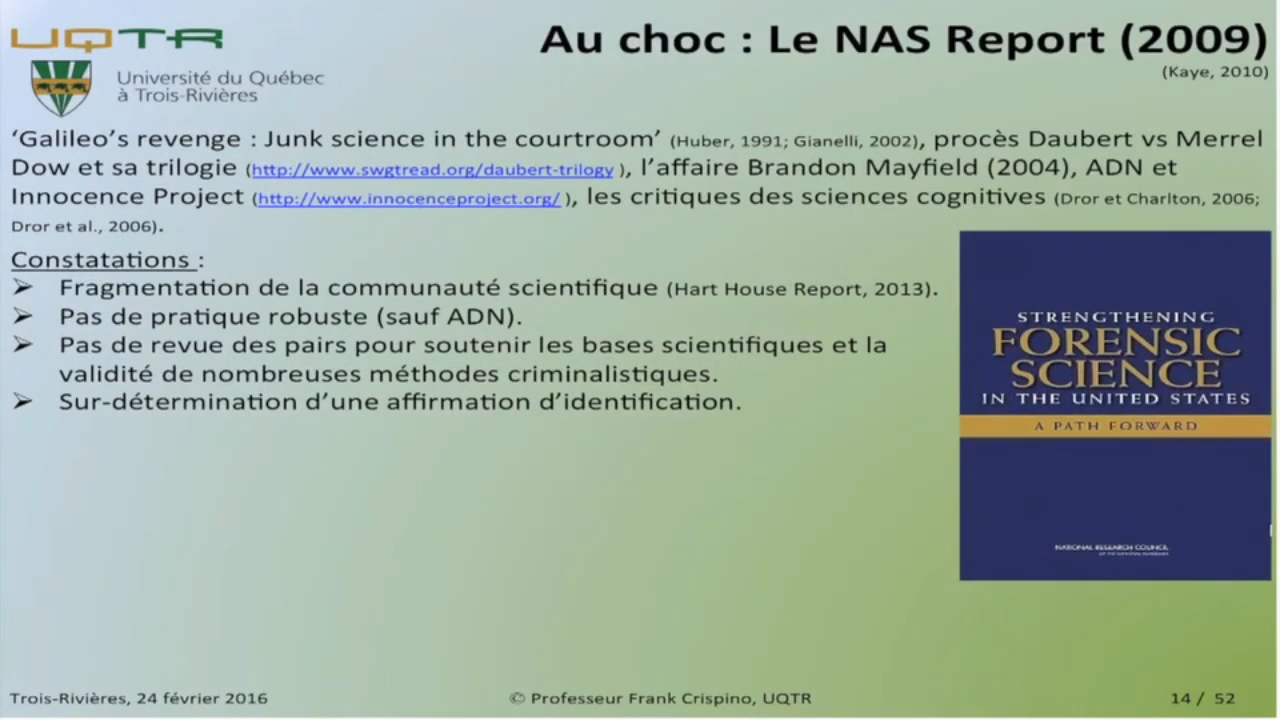 UQTR
Au choc : Le NAS Report (2009)
(Kaye, 2010)
Université du Québec
à Trois-Rivières
‘Galileo’s revenge : Junk science in the courtroom’ (Huber, 1991; Gianelli, 2002), procès Daubert vs Merrel
Dow et sa trilogie (http://www.swgtread.org/daubert-trilogy ), l’affaire Brandon Mayfield (2004), ADN et
Innocence Project (http://www.innocenceproject.org/ ), les critiques des sciences cognitives (Dror et Charlton, 2006;
Dror et al., 2006).
Constatations :
➢ Fragmentation de la communauté scientifique (Hart House Report, 2013).
➢ Pas de pratique robuste (sauf ADN).
➢ Pas de revue des pairs pour soutenir les bases scientifiques et la
validité de nombreuses méthodes criminalistiques.
➢ Sur-détermination d’une affirmation d’identification.
STRENGTHENING
FORENSIC
SCIENCE
IN THE UNITED STATES
A PATH FORWARD
NATIONAL RESEARCH COUNCIL
OF THE NATIONAL ACADEMIES
Trois-Rivières, 24 février 2016
© Professeur Frank Crispino, UQTR
14 / 52